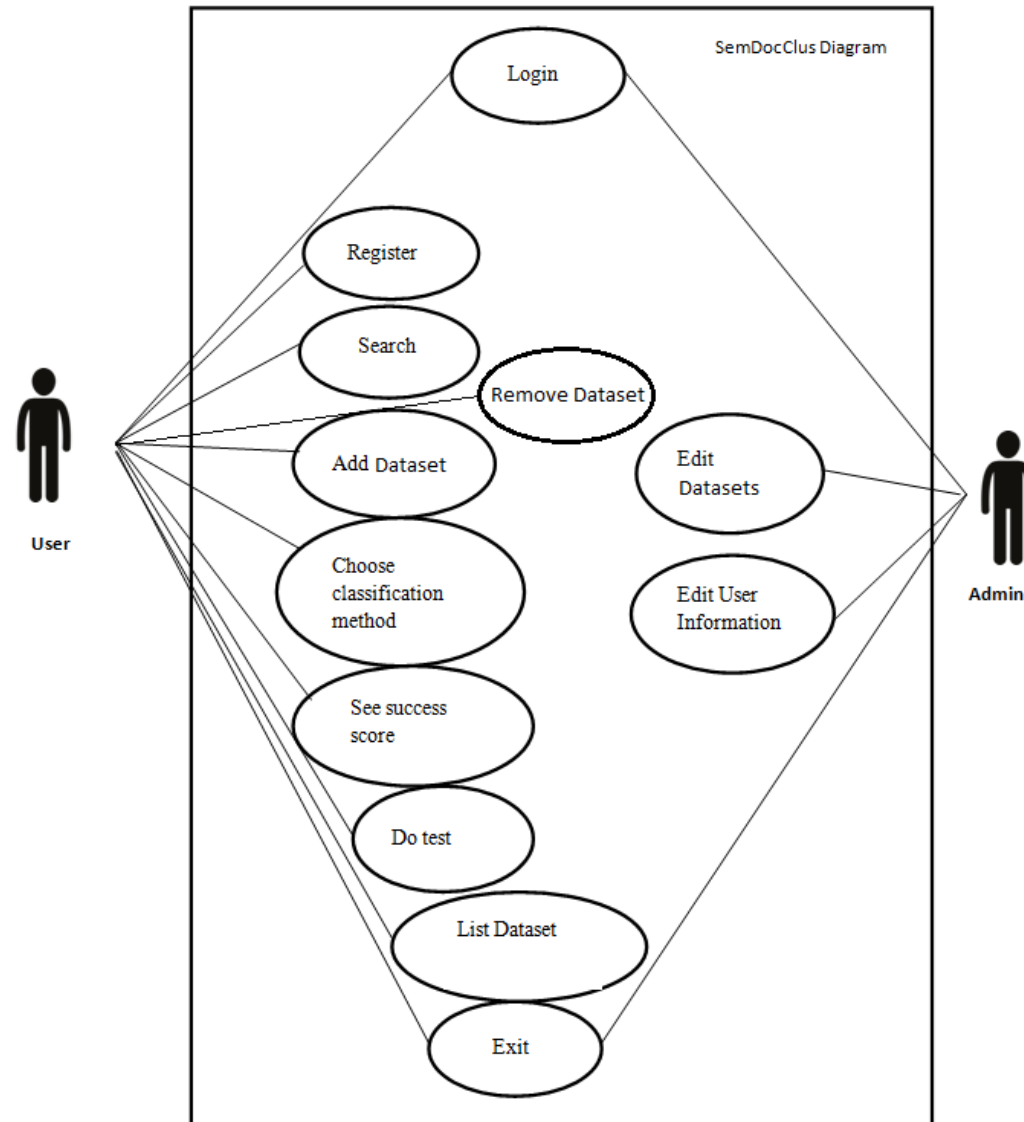 SemDocClus Diagram
Login
Register
Search
Remove Dataset
Add Dataset
Edit
Datasets
User
Choose
classification
method
Edit User
Information
Admin
See success
score
Do test
List Dataset
Exit